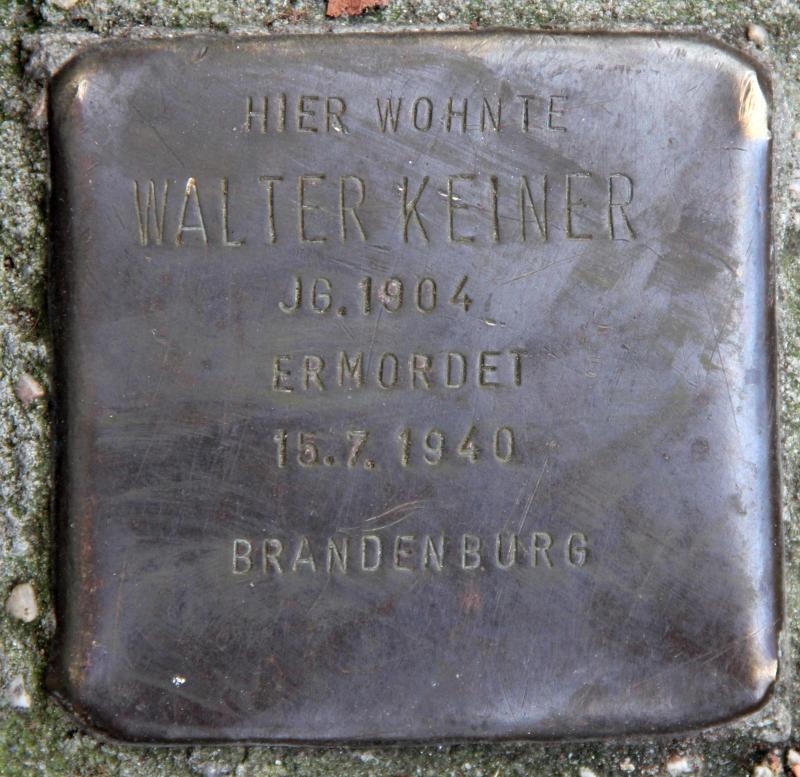 HIER WOHNTE
WALTER KEINER
JG. 1904
ERMORDET
15.7. 1940
BRANDENBURG